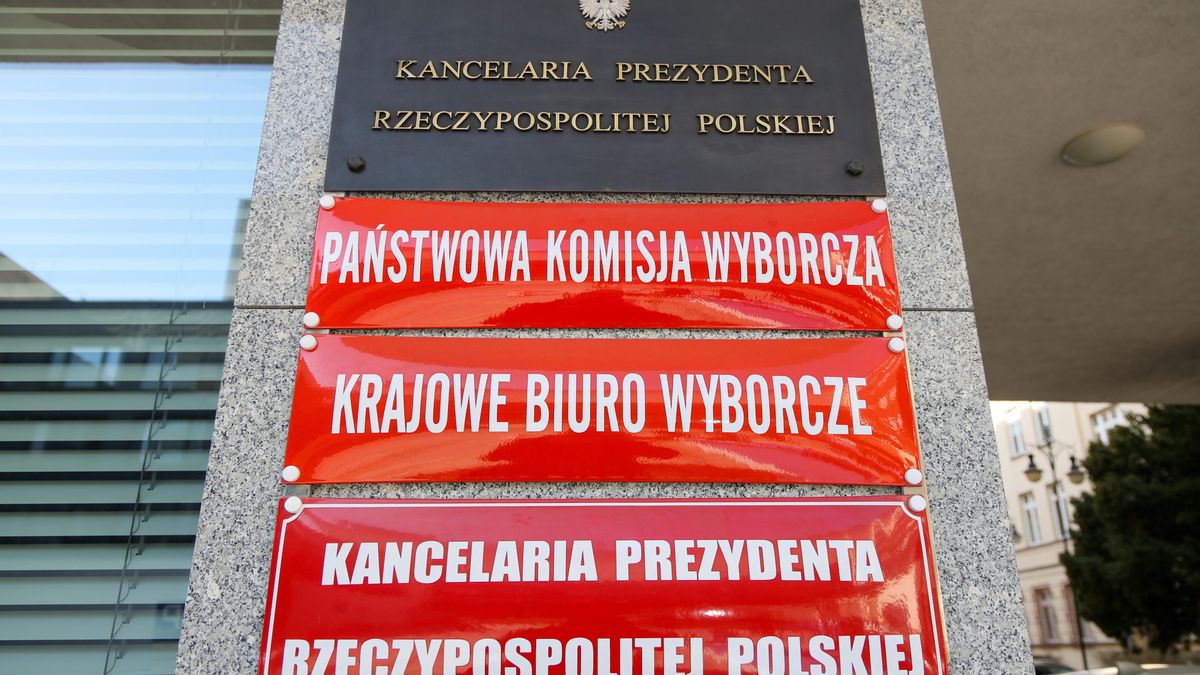 KANCELARIA PREZYDENTA
RZECZYPOSPOLITEJ POLSKIEJ
PAŃSTWOWA KOMISJA WYBORCZA
KRAJOWE BIURO WYBORCZE
KANCELARIA PREZYDENTA
RZECZYPOSPOLITEJ POLSKIEJ